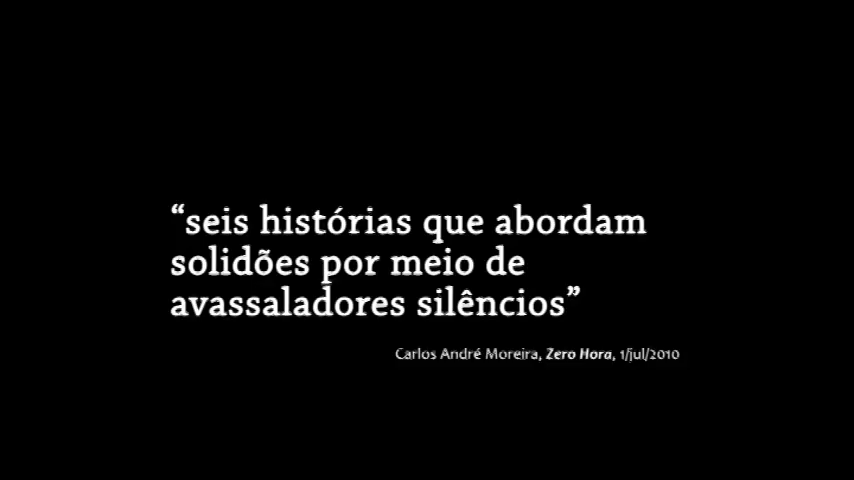 “seis histórias que abordam
solidões por meio de
avassaladores silêncios”
Carlos André Moreira, Zero Hora, 1/jul/2010